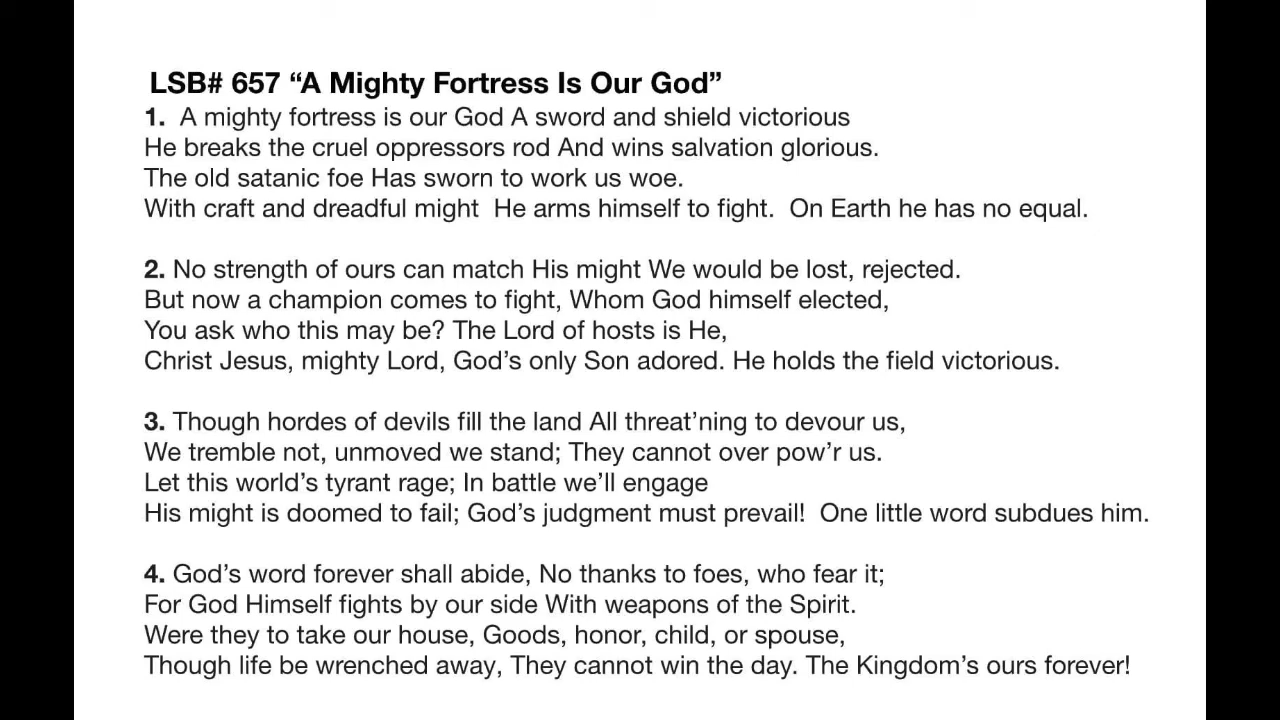 LSB# 657 “A Mighty Fortress Is Our God”
1. A mighty fortress is our God A sword and shield victorious
He breaks the cruel oppressors rod And wins salvation glorious.
The old satanic foe Has sworn to work us woe.
With craft and dreadful might He arms himself to fight. On Earth he has no equal.
2. No strength of ours can match His might We would be lost, rejected.
But now a champion comes to fight, Whom God himself elected,
You ask who this may be? The Lord of hosts is He,
Christ Jesus, mighty Lord, God’s only Son adored. He holds the field victorious.
3. Though hordes of devils fill the land All threat’ning to devour us,
We tremble not, unmoved we stand; They cannot over pow’r us.
Let this world’s tyrant rage; In battle we’ll engage
His might is doomed to fail; God’s judgment must prevail! One little word subdues him.
4. God’s word forever shall abide, No thanks to foes, who fear it;
For God Himself fights by our side With weapons of the Spirit.
Were they to take our house, Goods, honor, child, or spouse,
Though life be wrenched away, They cannot win the day. The Kingdom’s ours forever!